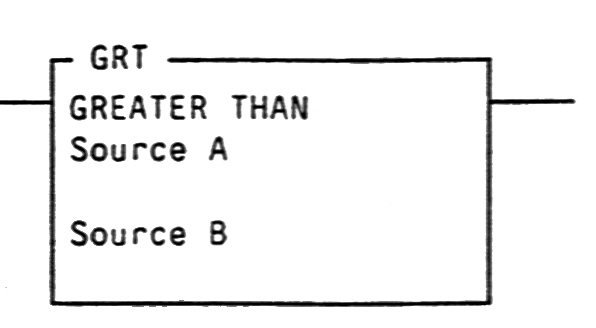 GRT
GREATER THAN
Source A
Source B